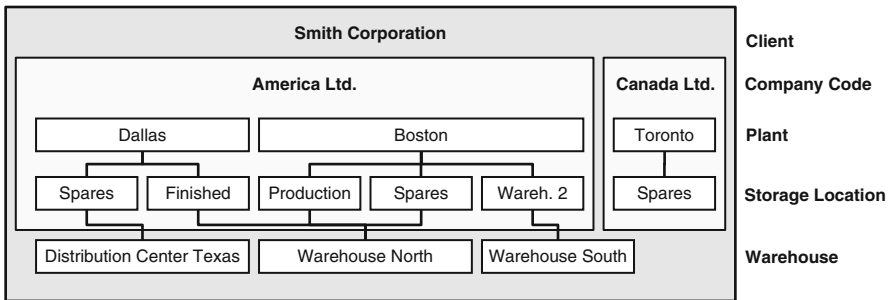 Smith Corporation
Client
America Ltd.
Canada Ltd.
Company Code
Dallas
Boston
Toronto
Plant
Spares
Finished
Production
Spares
Wareh. 2
Spares
Storage Location
Distribution Center Texas
Warehouse North
Warehouse South
Warehouse